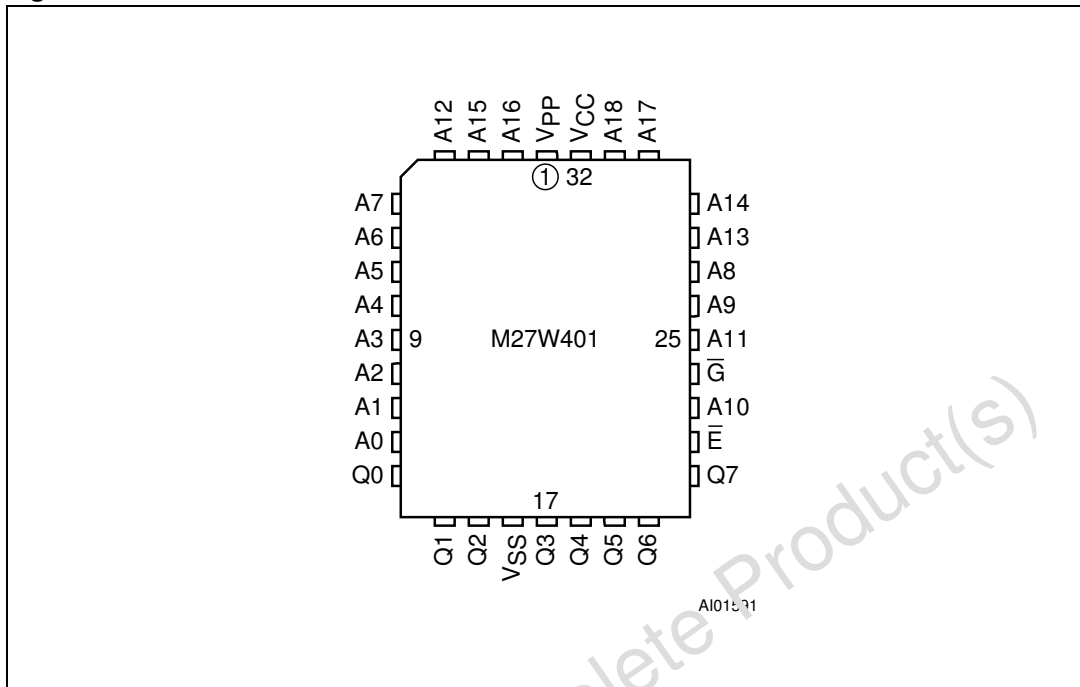 A12 A15 A16 VPP VCC A18 A17
① 32
A7 A14
A6 A13
A5 A8
A4 A9
A3 9 M27W401 25 A11
A2 G̅
A1 A10
A0 E̅
Q0 Q7
17
Q1 Q2 VSS Q3 Q4 Q5 Q6
lete Product(s)